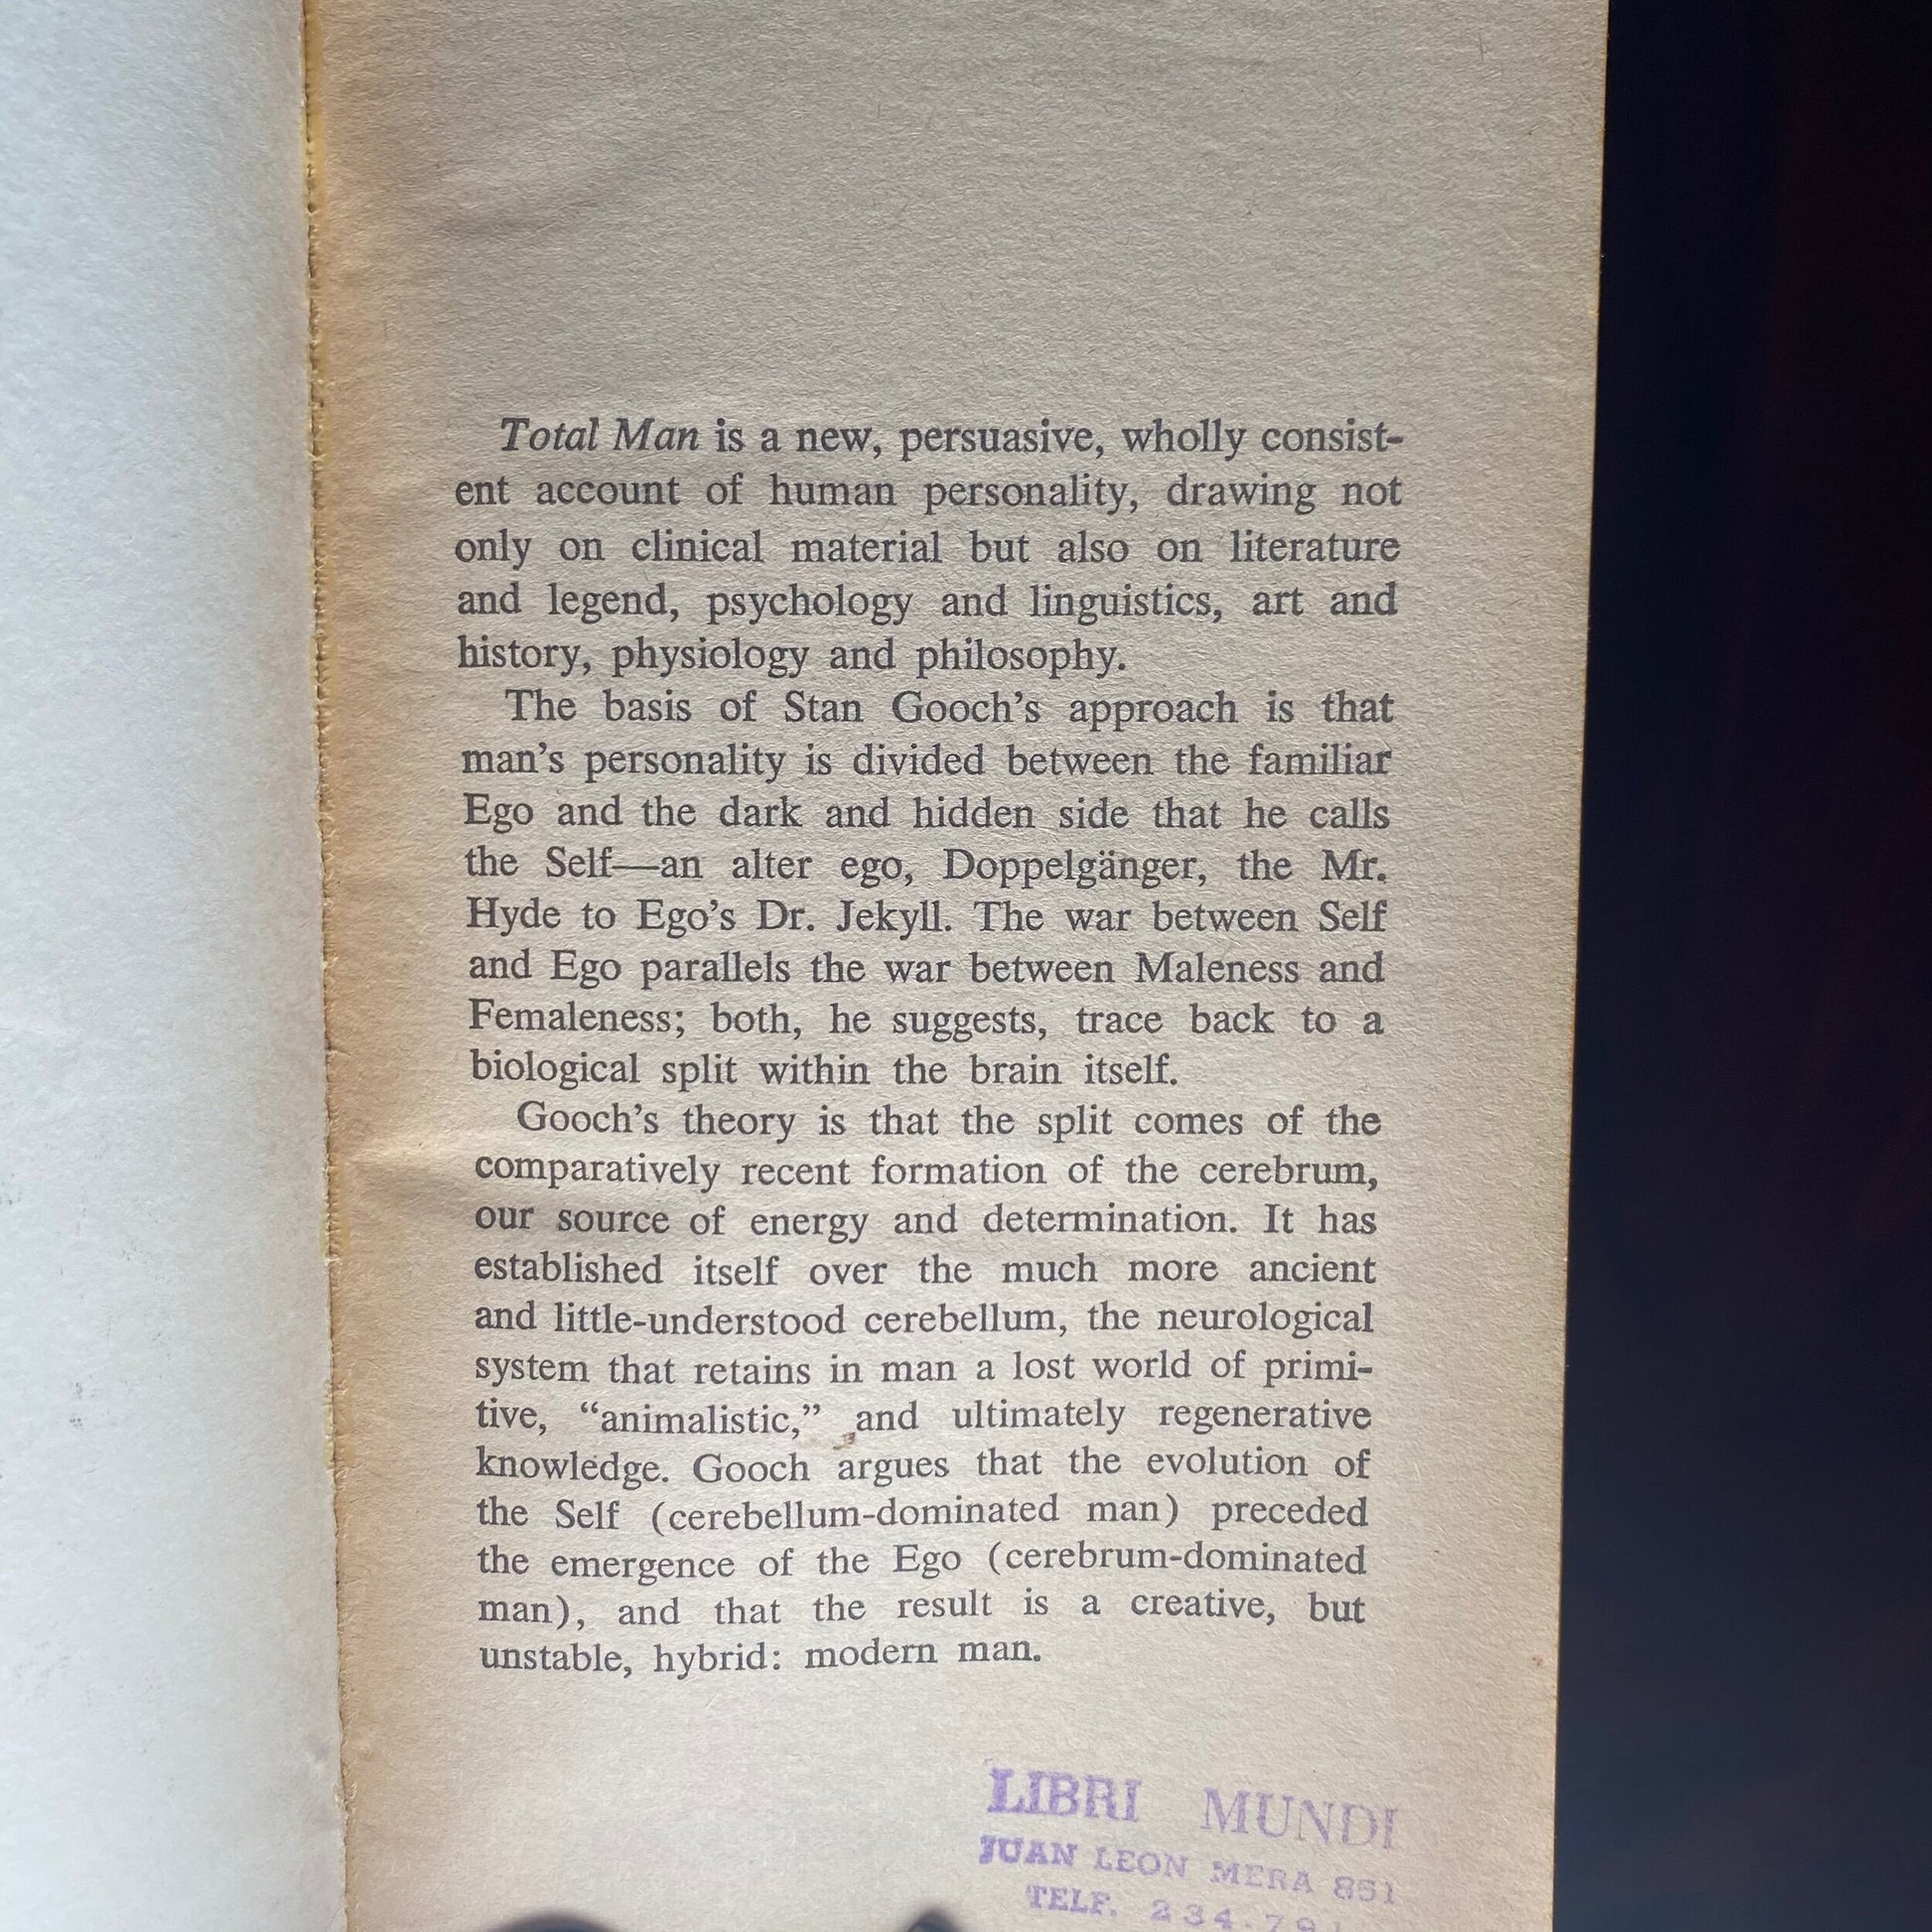 Total Man is a new, persuasive, wholly consist-
ent account of human personality, drawing not
only on clinical material but also on literature
and legend, psychology and linguistics, art and
history, physiology and philosophy.
The basis of Stan Gooch’s approach is that
man’s personality is divided between the familiar
Ego and the dark and hidden side that he calls
the Self—an alter ego, Doppelgänger, the Mr.
Hyde to Ego’s Dr. Jekyll. The war between Self
and Ego parallels the war between Maleness and
Femaleness; both, he suggests, trace back to a
biological split within the brain itself.
Gooch’s theory is that the split comes of the
comparatively recent formation of the cerebrum,
our source of energy and determination. It has
established itself over the much more ancient
and little-understood cerebellum, the neurological
system that retains in man a lost world of primi-
tive, “animalistic,” and ultimately regenerative
knowledge. Gooch argues that the evolution of
the Self (cerebellum-dominated man) preceded
the emergence of the Ego (cerebrum-dominated
man), and that the result is a creative, but
unstable, hybrid: modern man.
LIBRI MUNDI
JUAN LEON MERA 851
TELF. 234-791